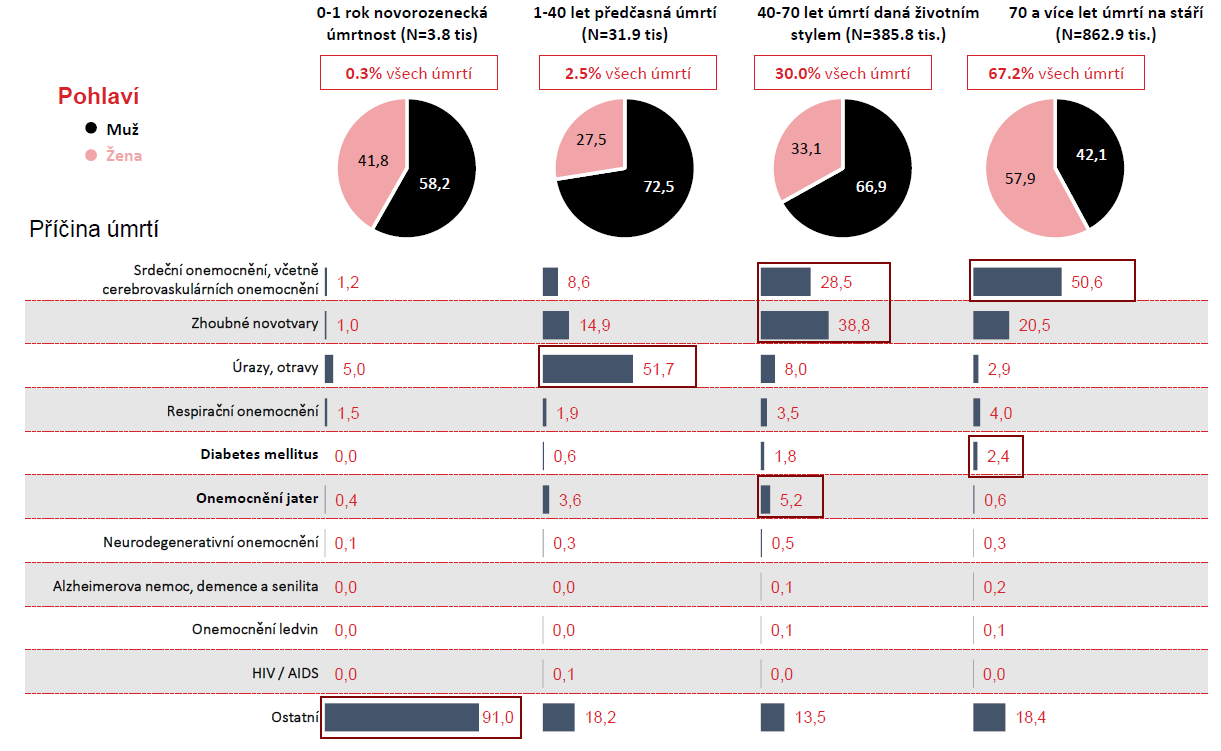 0-1 rok novorozenecká
úmrtnost (N=3.8 tis)
1-40 let předčasná úmrtí
(N=31.9 tis)
40-70 let úmrtí daná životním
stylem (N=385.8 tis.)
70 a více let úmrtí na stáří
(N=862.9 tis.)
0.3% všech úmrtí
2.5% všech úmrtí
30.0% všech úmrtí
67.2% všech úmrtí
Pohlaví
Muž
Žena
41,8
58,2
27,5
72,5
33,1
66,9
57,9
42,1
Příčina úmrtí
Srdeční onemocnění, včetně
cerebrovaskulárních onemocnění
1,2
8,6
28,5
50,6
Zhoubné novotvary
1,0
14,9
38,8
20,5
Úrazy, otravy
5,0
51,7
8,0
2,9
Respirační onemocnění
1,5
1,9
3,5
4,0
Diabetes mellitus
0,0
0,6
1,8
2,4
Onemocnění jater
0,4
3,6
5,2
0,6
Neurodegenerativní onemocnění
0,1
0,3
0,5
0,3
Alzheimerova nemoc, demence a senilita
0,0
0,0
0,1
0,2
Onemocnění ledvin
0,0
0,0
0,1
0,1
HIV / AIDS
0,0
0,1
0,0
0,0
Ostatní
91,0
18,2
13,5
18,4